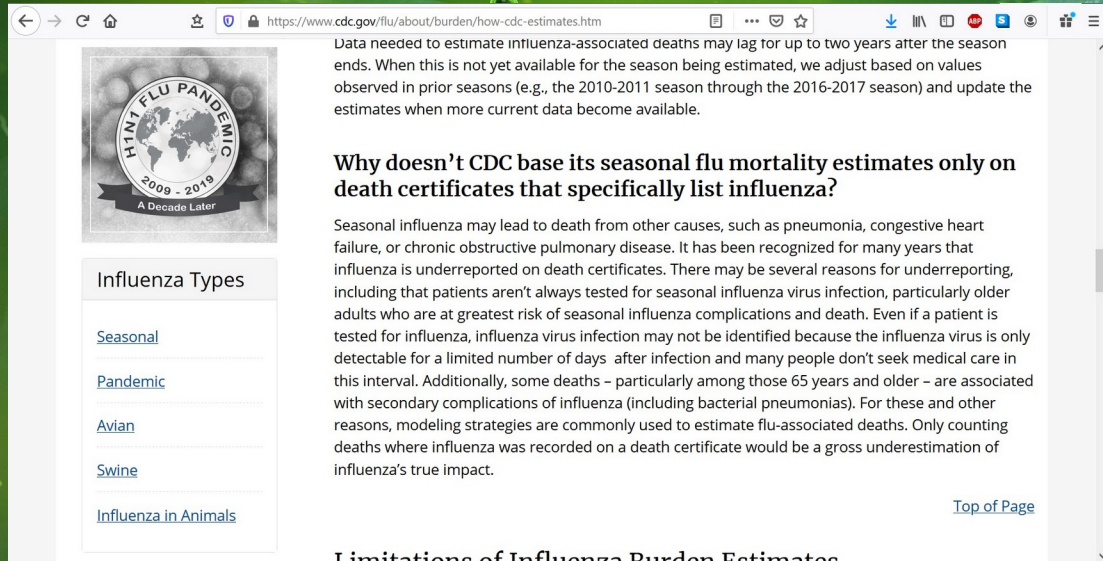 https://www.cdc.gov/flu/about/burden/how-cdc-estimates.htm
ABP
S
H1N1 FLU PANDEMIC
2009 - 2019
A Decade Later
Influenza Types
Seasonal
Pandemic
Avian
Swine
Influenza in Animals
Data needed to estimate influenza-associated deaths may lag for up to two years after the season
ends. When this is not yet available for the season being estimated, we adjust based on values
observed in prior seasons (e.g., the 2010-2011 season through the 2016-2017 season) and update the
estimates when more current data become available.
Why doesn’t CDC base its seasonal flu mortality estimates only on
death certificates that specifically list influenza?
Seasonal influenza may lead to death from other causes, such as pneumonia, congestive heart
failure, or chronic obstructive pulmonary disease. It has been recognized for many years that
influenza is underreported on death certificates. There may be several reasons for underreporting,
including that patients aren’t always tested for seasonal influenza virus infection, particularly older
adults who are at greatest risk of seasonal influenza complications and death. Even if a patient is
tested for influenza, influenza virus infection may not be identified because the influenza virus is only
detectable for a limited number of days after infection and many people don’t seek medical care in
this interval. Additionally, some deaths – particularly among those 65 years and older – are associated
with secondary complications of influenza (including bacterial pneumonias). For these and other
reasons, modeling strategies are commonly used to estimate flu-associated deaths. Only counting
deaths where influenza was recorded on a death certificate would be a gross underestimation of
influenza’s true impact.
Top of Page
Limitations of Influenza Burden Estimates